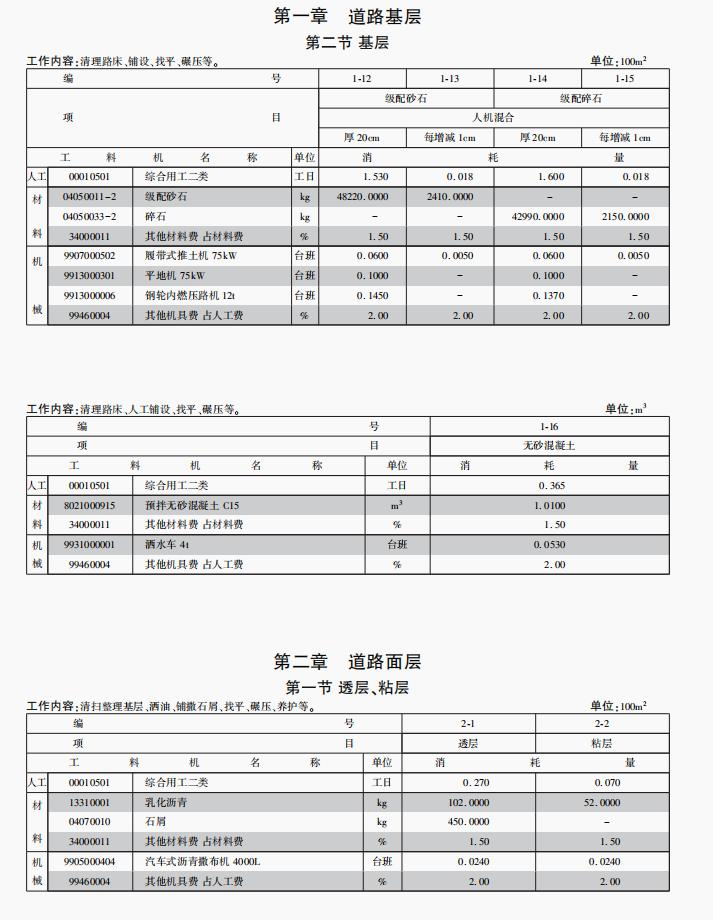 第一章 道路基层
第二节 基层
工作内容:清理路床、铺设、找平、碾压等。 单位:100m²
编 号 1-12 1-13 1-14 1-15
项 目 级配砂石 级配碎石
人机混合
厚 20cm 每增减 1cm 厚 20cm 每增减 1cm
工 料 机 名 称 单位 消 耗 量
人工 00010501 综合用工二类 工日 1.530 0.018 1.600 0.018
材 04050011-2 级配砂石 kg 48220.0000 2410.0000 - -
04050033-2 碎石 kg - - 42990.0000 2150.0000
料 34000011 其他材料费 占材料费 % 1.50 1.50 1.50 1.50
机 9907000502 履带式推土机 75kW 台班 0.0600 0.0050 0.0600 0.0050
9913000301 平地机 75kW 台班 0.1000 - 0.1000 -
9913000006 钢轮内燃压路机 12t 台班 0.1450 - 0.1370 -
械 99460004 其他机具费 占人工费 % 2.00 2.00 2.00 2.00
工作内容:清理路床、人工铺设、找平、碾压等。 单位:m³
编 号 1-16
项 目 无砂混凝土
工 料 机 名 称 单位 消 耗 量
人工 00010501 综合用工二类 工日 0.365
材 8021000915 预拌无砂混凝土 C15 m³ 1.0100
料 34000011 其他材料费 占材料费 % 1.50
机 9931000001 洒水车 4t 台班 0.0530
械 99460004 其他机具费 占人工费 % 2.00
第二章 道路面层
第一节 透层、粘层
工作内容:清扫整理基层、洒油、铺撒石屑、找平、碾压、养护等。 单位:100m²
编 号 2-1 2-2
项 目 透层 粘层
工 料 机 名 称 单位 消 耗 量
人工 00010501 综合用工二类 工日 0.270 0.070
材 13310001 乳化沥青 kg 102.0000 52.0000
04070010 石屑 kg 450.0000 -
料 34000011 其他材料费 占材料费 % 1.50 1.50
机 9905000404 汽车式沥青撒布机 4000L 台班 0.0240 0.0240
械 99460004 其他机具费 占人工费 % 2.00 2.00